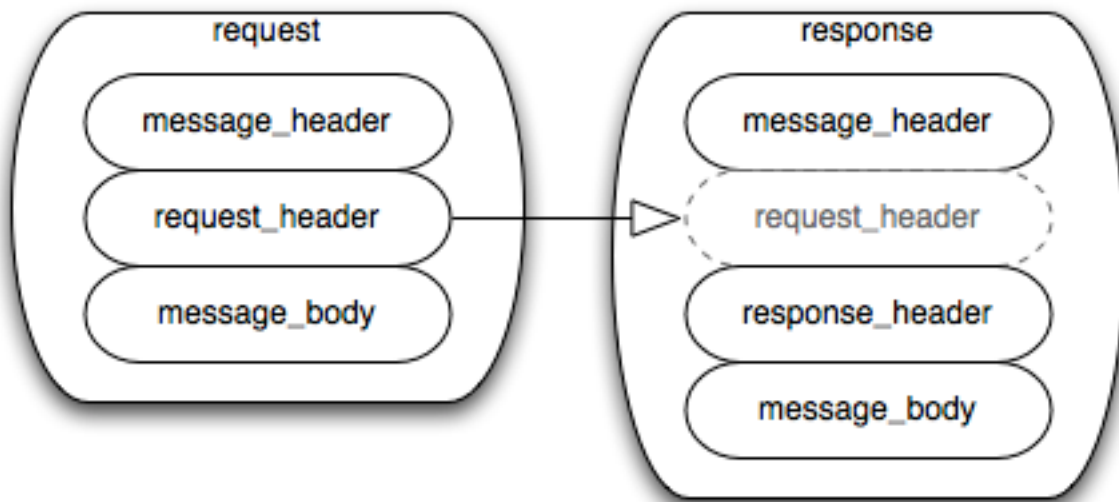 request
message_header
request_header
message_body
response
message_header
request_header
response_header
message_body